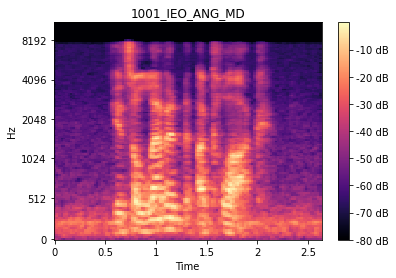 1001_IEO_ANG_MD
8192
4096
2048
1024
512
0
Hz
0
0.5
1
1.5
2
2.5
Time
-10 dB
-20 dB
-30 dB
-40 dB
-50 dB
-60 dB
-70 dB
-80 dB